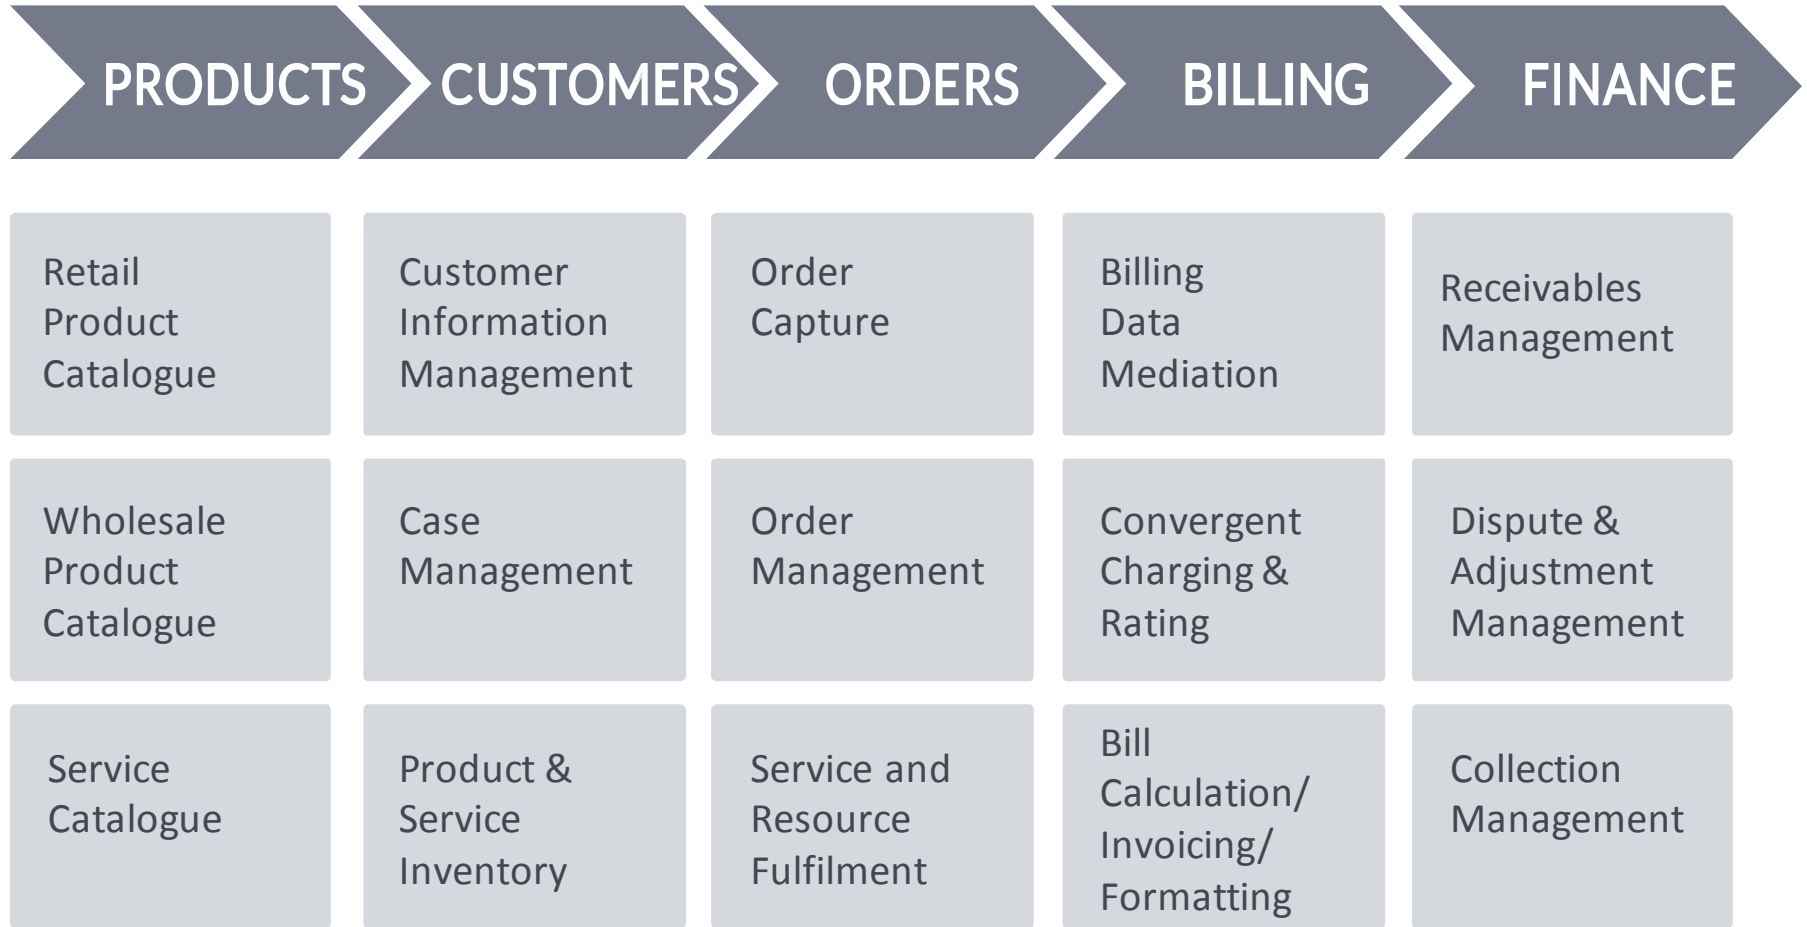 PRODUCTS
CUSTOMERS
ORDERS
BILLING
FINANCE
Retail
Product
Catalogue
Customer
Information
Management
Order
Capture
Billing
Data
Mediation
Receivables
Management
Wholesale
Product
Catalogue
Case
Management
Order
Management
Convergent
Charging &
Rating
Dispute &
Adjustment
Management
Service
Catalogue
Product &
Service
Inventory
Service and
Resource
Fulfilment
Bill
Calculation/
Invoicing/
Formatting
Collection
Management